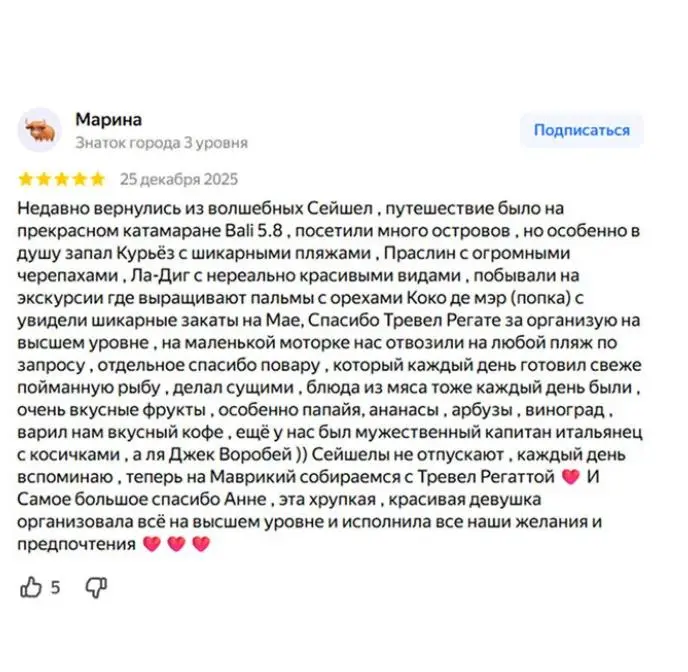 Марина
Знаток города 3 уровня
Подписаться
25 декабря 2025
Недавно вернулись из волшебных Сейшел , путешествие было на
прекрасном катамаране Bali 5.8 , посетили много островов , но особенно в
душу запал Курьёз с шикарными пляжами , Праслин с огромными
черепахами , Ла-Диг с нереально красивыми видами , побывали на
экскурсии где выращивают пальмы с орехами Коко де мэр (попка) с
увидели шикарные закаты на Мае, Спасибо Тревел Регате за организую на
высшем уровне , на маленькой моторке нас отвозили на любой пляж по
запросу , отдельное спасибо повару , который каждый день готовил свеже
пойманную рыбу , делал сущими , блюда из мяса тоже каждый день были ,
очень вкусные фрукты , особенно папайя, ананасы , арбузы , виноград ,
варил нам вкусный кофе , ещё у нас был мужественный капитан итальянец
с косичками , а ля Джек Воробей )) Сейшелы не отпускают , каждый день
вспоминаю , теперь на Маврикий собираемся с Тревел Регаттой ❤️ И
Самое большое спасибо Анне , эта хрупкая , красивая девушка
организовала всё на высшем уровне и исполнила все наши желания и
предпочтения ❤️ ❤️ ❤️
5